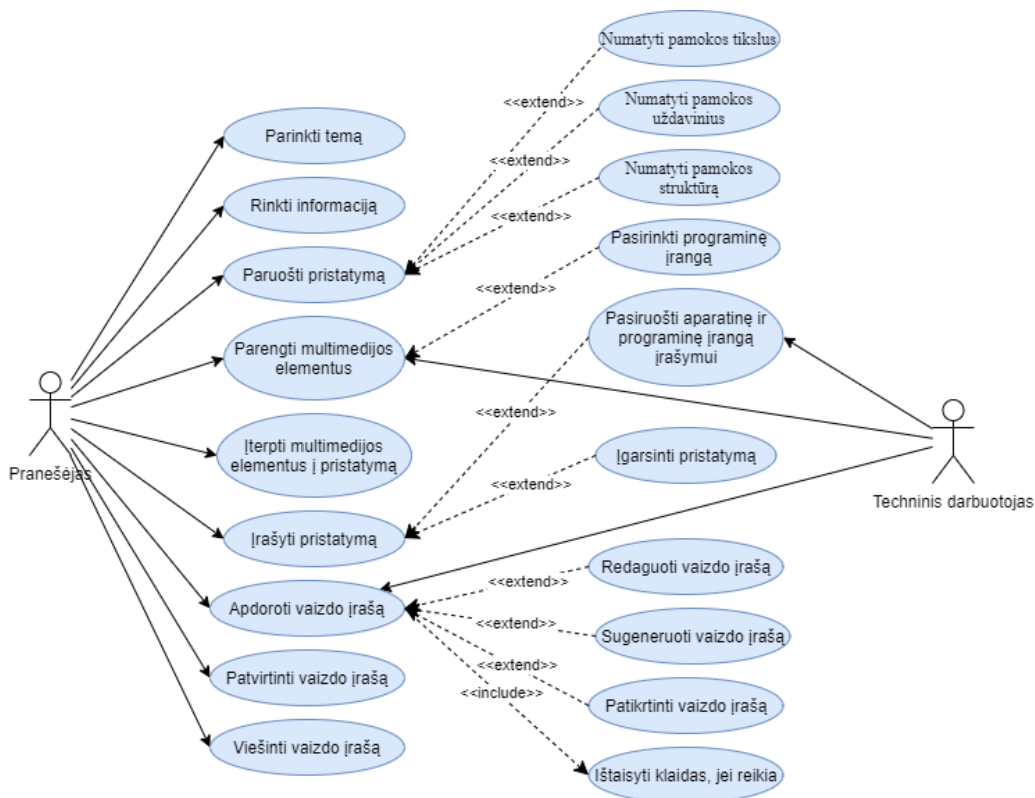 Numatyti pamokos tikslus
<<extend>>
Numatyti pamokos
uždavinius
Parinkti temą
<<extend>>
Numatyti pamokos
struktūrą
Rinkti informaciją
<<extend>>
Pasirinkti programinę
įrangą
Paruošti pristatymą
<<extend>>
Pasiruošti aparatinę ir
programinę įrangą
įrašymui
Parengti multimedijos
elementus
<<extend>>
Pranešėjas
Įterpti multimedijos
elementus į pristatymą
Įgarsinti pristatymą
<<extend>>
Techninis darbuotojas
Įrašyti pristatymą
Redaguoti vaizdo įrašą
<<extend>>
Apdoroti vaizdo įrašą
<<extend>>
Sugeneruoti vaizdo įrašą
<<extend>>
Patvirtinti vaizdo įrašą
<<include>>
Patikrtinti vaizdo įrašą
Viešinti vaizdo įrašą
Ištaisyti klaidas, jei reikia